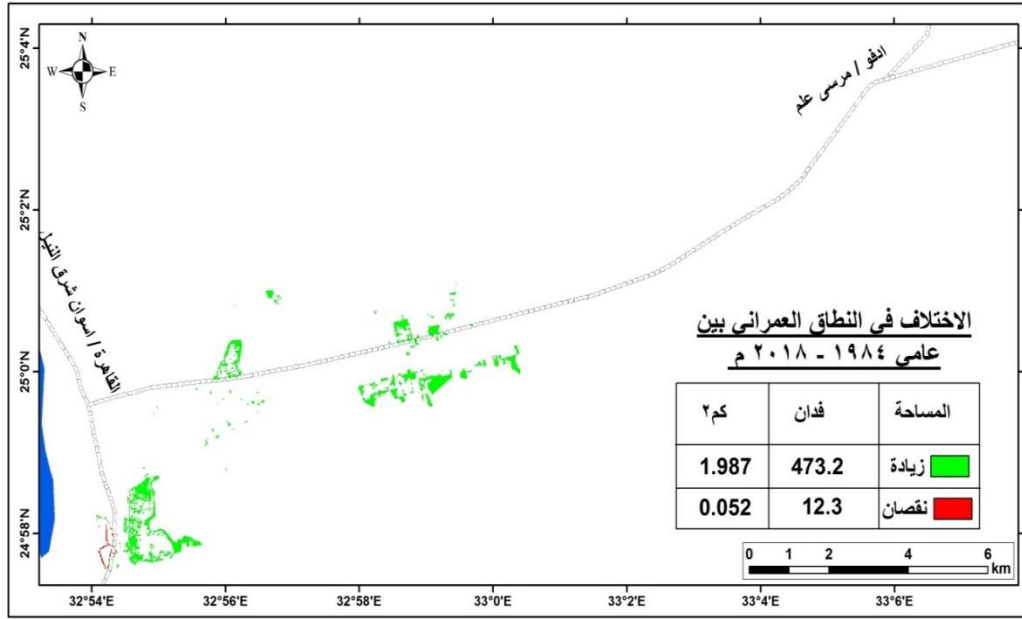 N
W E
S
25°4'N
25°2'N
25°0'N
24°58'N
ادفو / مرسى علم
القاهرة / اسوان شرق النيل
الاختلاف في النطاق العمراني بين
عامي ١٩٨٤ - ٢٠١٨ م
المساحة فدان كم٢
زيادة 473.2 1.987
نقصان 12.3 0.052
0 1 2 4 6
km
32°54'E 32°56'E 32°58'E 33°0'E 33°2'E 33°4'E 33°6'E